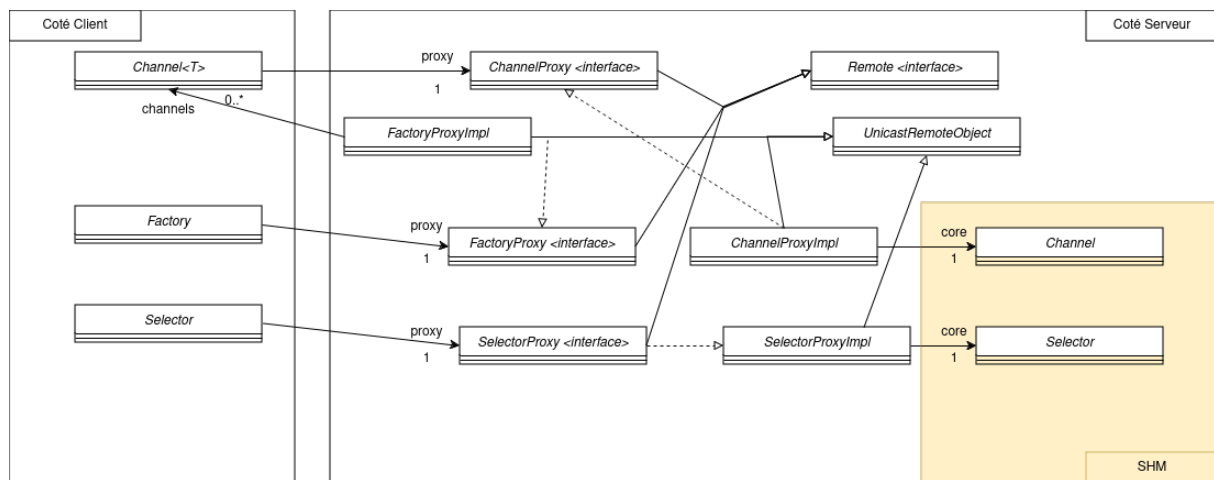 Coté Client
Coté Serveur
Channel<T>
proxy
1
ChannelProxy <interface>
Remote <interface>
0..*
channels
FactoryProxyImpl
UnicastRemoteObject
Factory
proxy
1
FactoryProxy <interface>
ChannelProxyImpl
core
1
Channel
Selector
proxy
1
SelectorProxy <interface>
SelectorProxyImpl
core
1
Selector
SHM